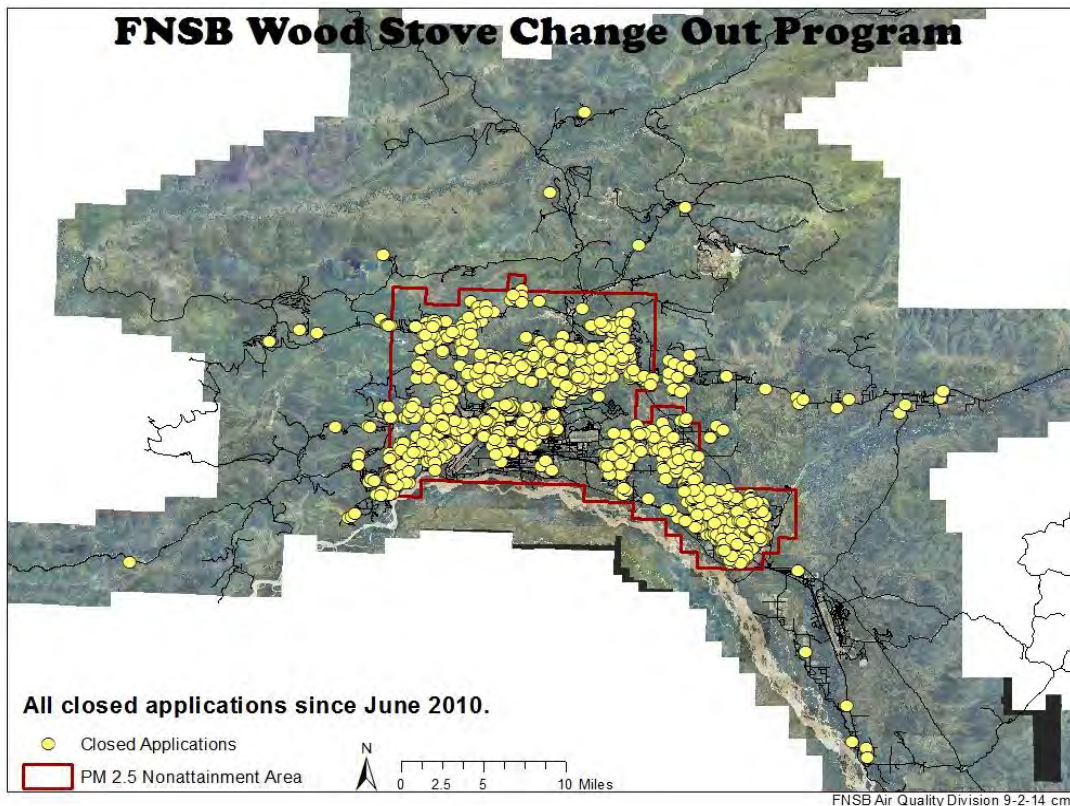 FNSB Wood Stove Change Out Program
All closed applications since June 2010.
Closed Applications
PM 2.5 Nonattainment Area
N
0 2.5 5 10 Miles
FNSB Air Quality Division 9-2-14 cm